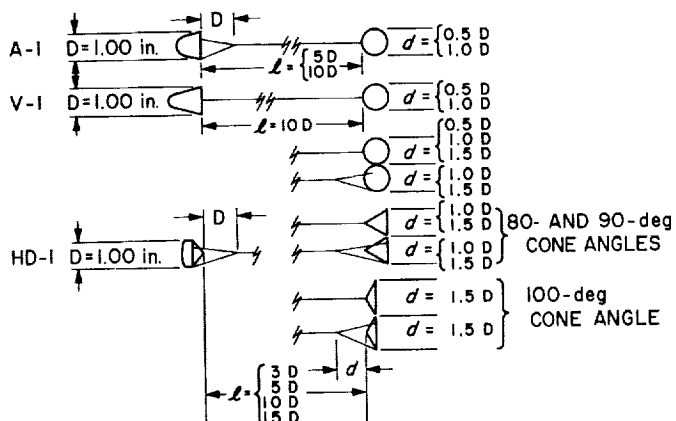 D
A-1 D=1.00 in. d = { 0.5 D
1.0 D
ℓ = { 5D
10D
V-1 D=1.00 in. d = { 0.5 D
1.0 D
ℓ=10D
d = { 0.5 D
1.0 D
1.5 D
d = { 1.0 D
1.5 D
D
d = { 1.0 D
1.5 D
80- AND 90-deg
CONE ANGLES
HD-1 D=1.00 in. d = { 1.0 D
1.5 D
d = 1.5 D
100-deg
CONE ANGLE
d = 1.5 D
d
ℓ = { 3 D
5 D
10 D
15 D